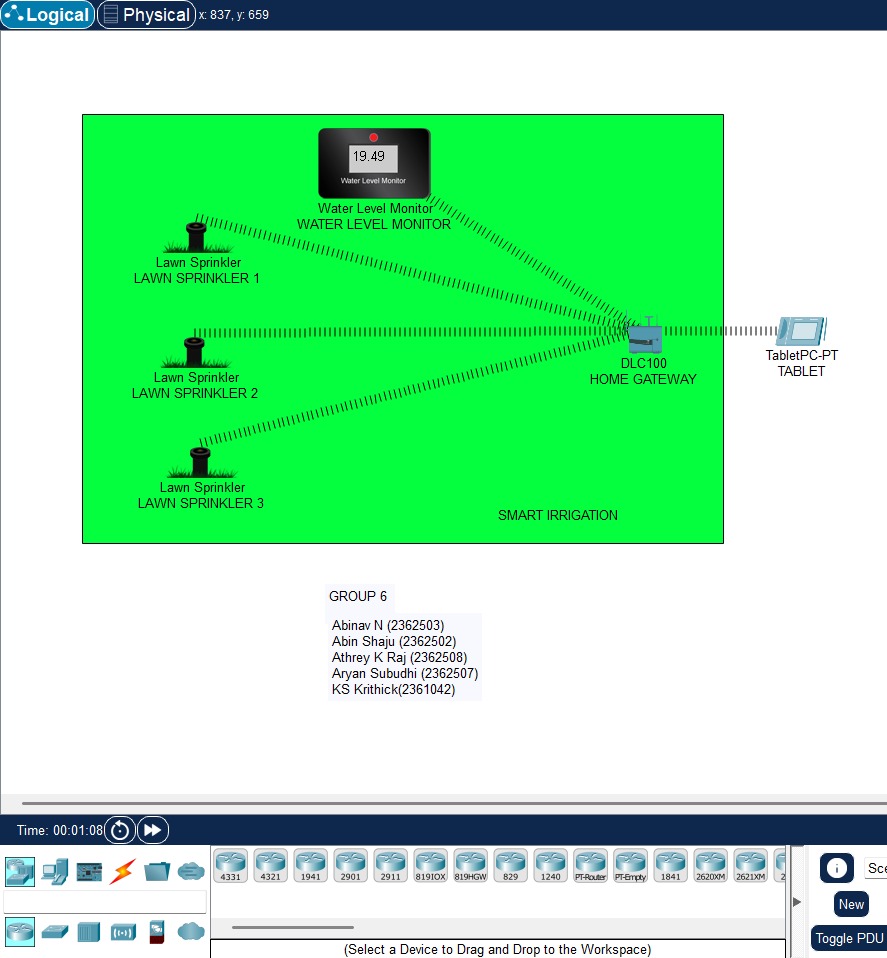 Logical Physical x: 837, y: 659
19.49
Water Level Monitor
Water Level Monitor
WATER LEVEL MONITOR
Lawn Sprinkler
LAWN SPRINKLER 1
Lawn Sprinkler
LAWN SPRINKLER 2
DLC100
HOME GATEWAY
TabletPC-PT
TABLET
Lawn Sprinkler
LAWN SPRINKLER 3
SMART IRRIGATION
GROUP 6
Abinav N (2362503)
Abin Shaju (2362502)
Athrey K Raj (2362508)
Aryan Subudhi (2362507)
KS Krithick(2361042)
Time: 00:01:08
4331 4321 1941 2901 2911 819IOX 819HGW 829 1240 PT-Router PT-Empty 1841 2620XM 2621XM 2
Sce
New
Toggle PDU
(Select a Device to Drag and Drop to the Workspace)